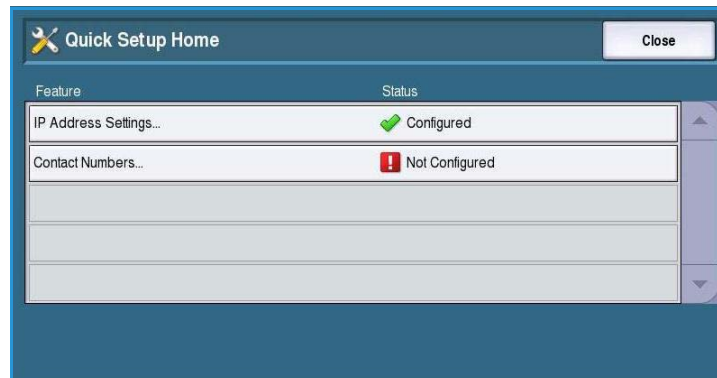 Quick Setup Home
Close
Feature Status
IP Address Settings... Configured
Contact Numbers... Not Configured